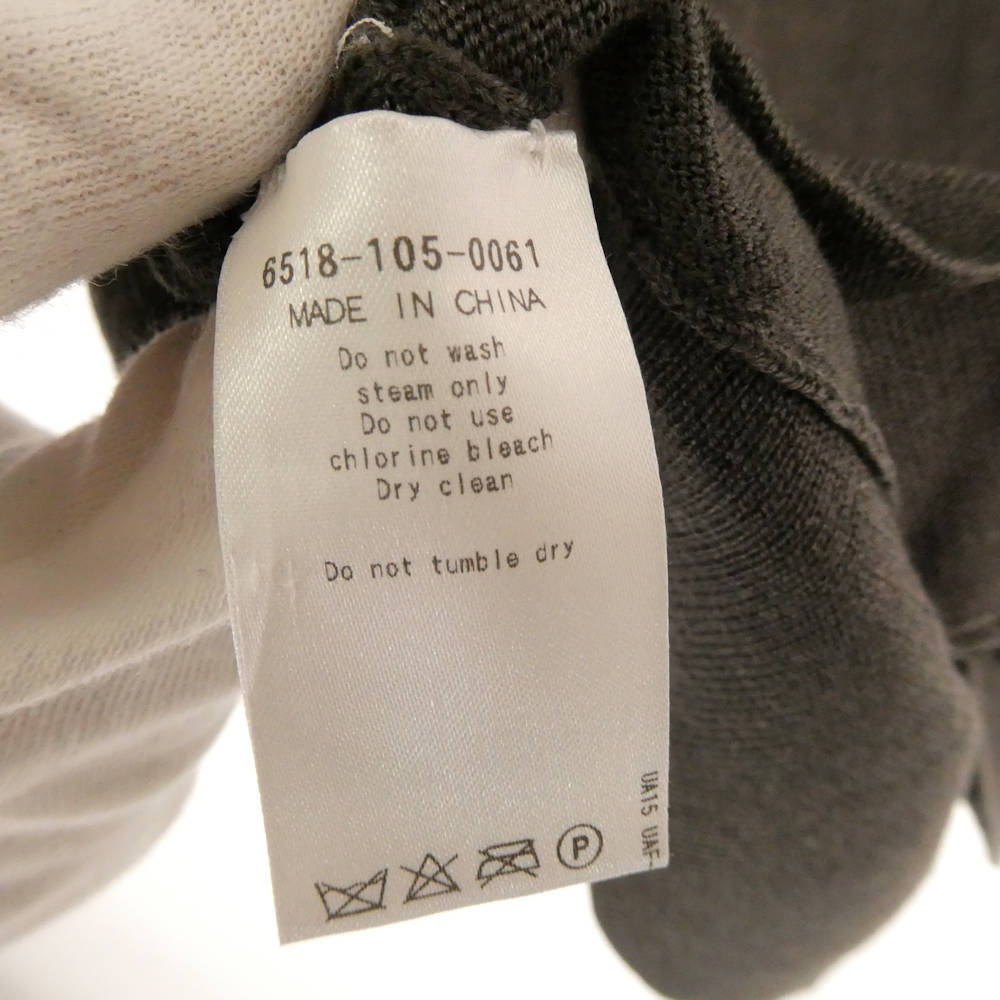 6518-105-0061
MADE IN CHINA
Do not wash
steam only
Do not use
chlorine bleach
Dry clean
Do not tumble dry
UA15 UAF-
P